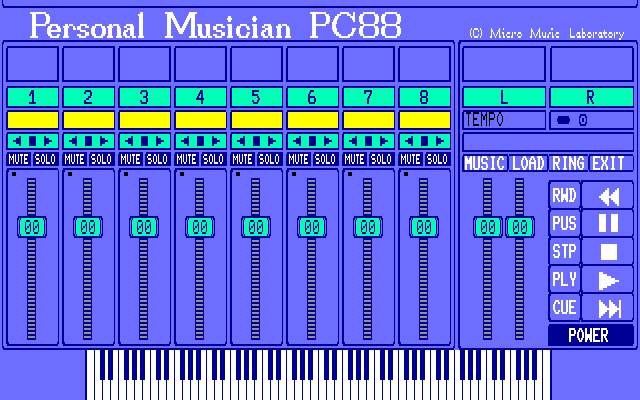 Personal Musician PC88
(C) Micro Music Laboratory
1 2 3 4 5 6 7 8 L R
TEMPO 0
MUTE SOLO MUTE SOLO MUTE SOLO MUTE SOLO MUTE SOLO MUTE SOLO MUTE SOLO MUTE SOLO
MUSIC LOAD RING EXIT
RWD
00 00 00 00 00 00 00 00 00 00
PUS
STP
PLY
CUE
POWER